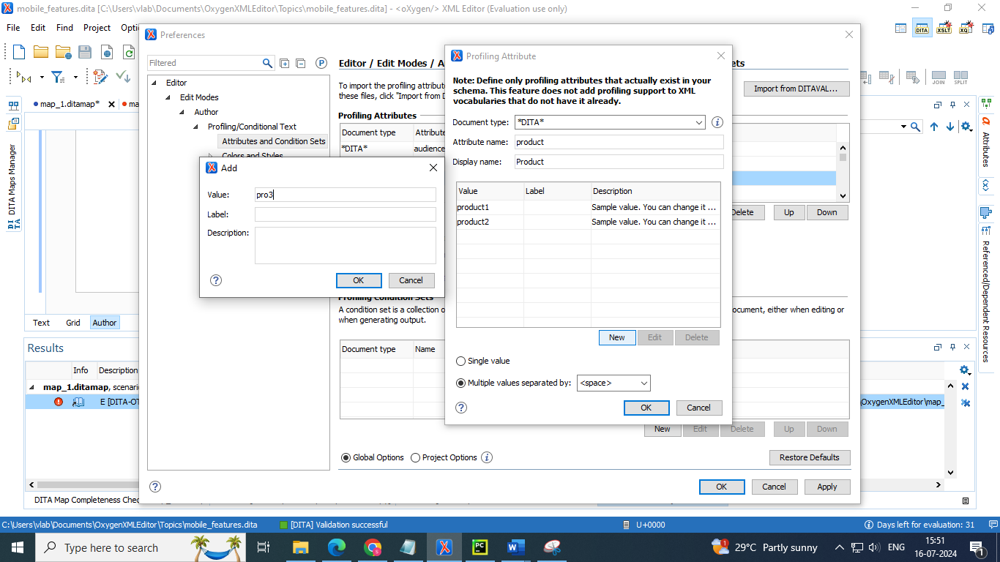 mobile_features.dita [C:\Users\vlab\Documents\OxygenXMLEditor\Topics\mobile_features.dita] - <oXygen/> XML Editor (Evaluation use only)
File Edit Find Project
DITA XSLT XQ
Preferences
Filtered
P
Editor
Edit Modes
Author
Profiling/Conditional Text
Attributes and Condition Sets
Colors and Styles
Editor / Edit Modes /
To import the profiling
these files, click "Import from
Import from DITAVAL...
Profiling Attributes
Document type
*DITA* audience
Delete Up Down
Profiling Condition Sets
A condition set is a collection
when generating output.
either when editing or
Document type Name
New Edit Delete Up Down
Global Options Project Options
Restore Defaults
OK Cancel Apply
Profiling Attribute
Note: Define only profiling attributes that actually exist in your
schema. This feature does not add profiling support to XML
vocabularies that do not have it already.
Document type: *DITA*
Attribute name: product
Display name: Product
Value Label Description
product1 Sample value. You can change it ...
product2 Sample value. You can change it ...
New Edit Delete
Single value
Multiple values separated by: <space>
OK Cancel
Add
Value: pro3
Label:
Description:
OK Cancel
map_1.ditamap*
DITA Maps Manager
JOIN SPLIT
Attributes
Referenced/Dependent Resources
Text Grid Author
Results
Info
map_1.ditamap,
E
DITA Map Completeness
C:\Users\vlab\Documents\OxygenXMLEditor\Topics\mobile_features.dita [DITA] Validation successful U+0000 Days left for evaluation: 31
Type here to search
29°C Partly sunny
ENG
15:51
16-07-2024
1